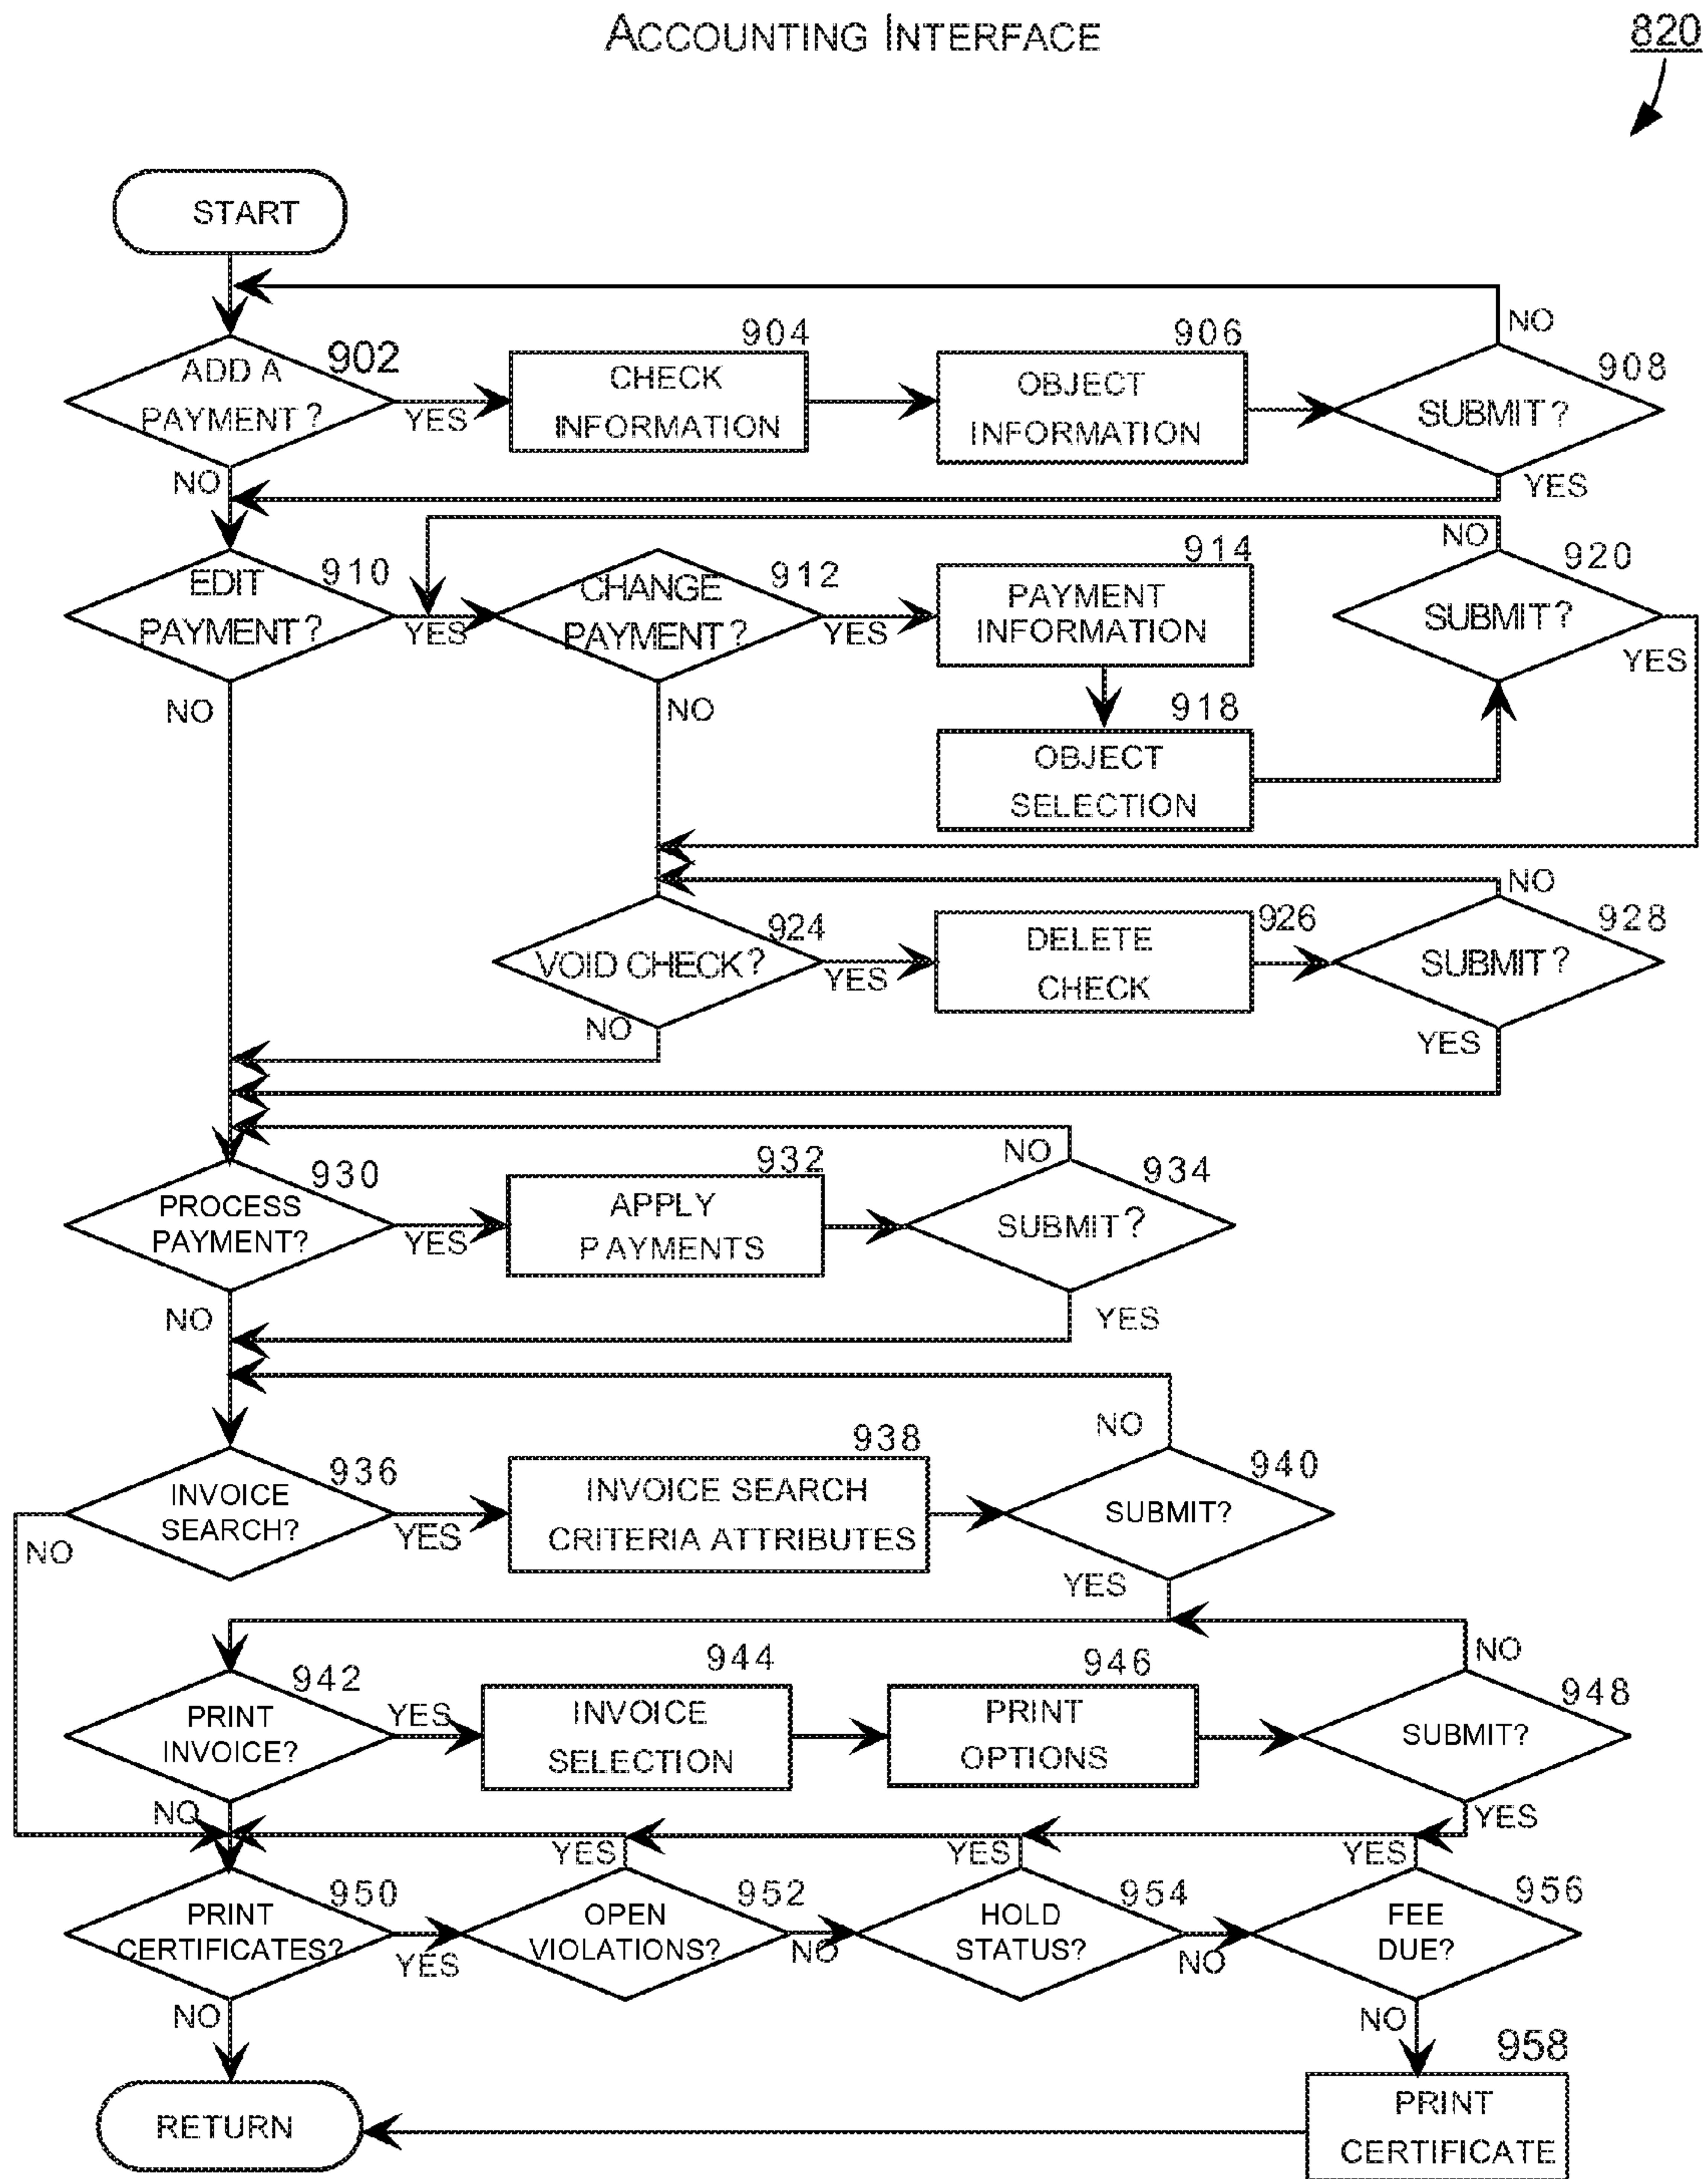 ACCOUNTING INTERFACE
820
START
ADD A
PAYMENT?
902
YES
NO
904
CHECK
INFORMATION
906
OBJECT
INFORMATION
908
SUBMIT?
NO
YES
EDIT
PAYMENT?
910
YES
NO
CHANGE
PAYMENT?
912
YES
NO
914
PAYMENT
INFORMATION
918
OBJECT
SELECTION
NO
920
SUBMIT?
YES
VOID CHECK?
924
YES
NO
DELETE
CHECK
926
NO
928
SUBMIT?
YES
PROCESS
PAYMENT?
930
YES
NO
932
APPLY
PAYMENTS
NO
934
SUBMIT?
YES
INVOICE
SEARCH?
936
YES
NO
938
INVOICE SEARCH
CRITERIA ATTRIBUTES
NO
940
SUBMIT?
YES
PRINT
INVOICE?
942
YES
NO
944
INVOICE
SELECTION
946
PRINT
OPTIONS
NO
948
SUBMIT?
YES
PRINT
CERTIFICATES?
950
YES
NO
YES
OPEN
VIOLATIONS?
952
NO
YES
HOLD
STATUS?
954
NO
YES
FEE
DUE?
956
NO
958
PRINT
CERTIFICATE
RETURN